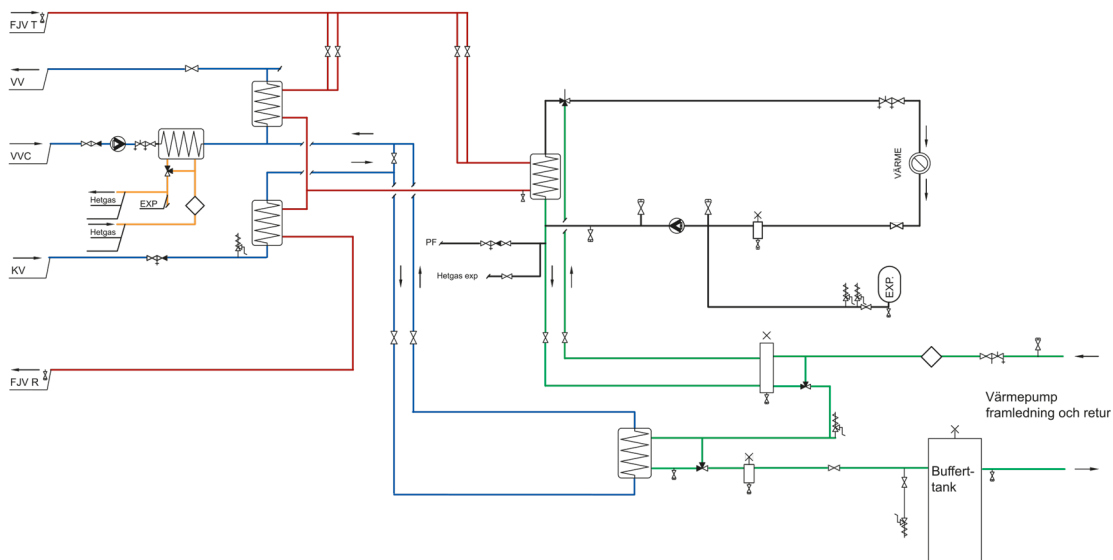 FJV T
VV
VVC
Hetgas
EXP
Hetgas
KV
FJV R
PF
Hetgas exp
VÄRME
EXP.
Värmepump
framledning och retur
Buffert-
tank